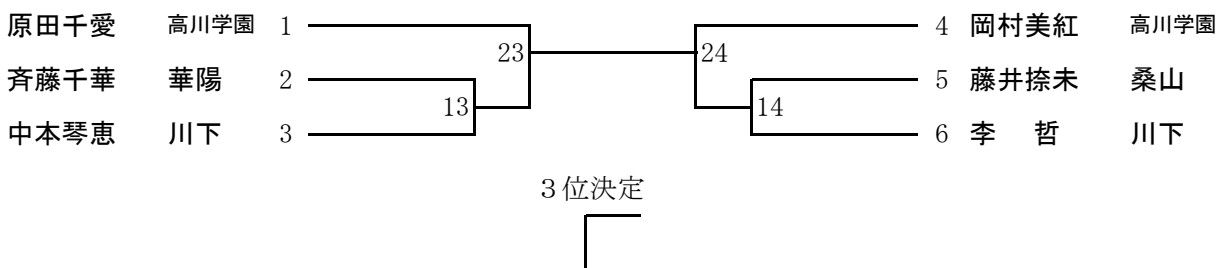 原田千愛 高川学園 1 4 岡村美紅 高川学園
23 24
斉藤千華 華陽 2 5 藤井捺未 桑山
13 14
中本琴恵 川下 3 6 李 哲 川下
３位決定